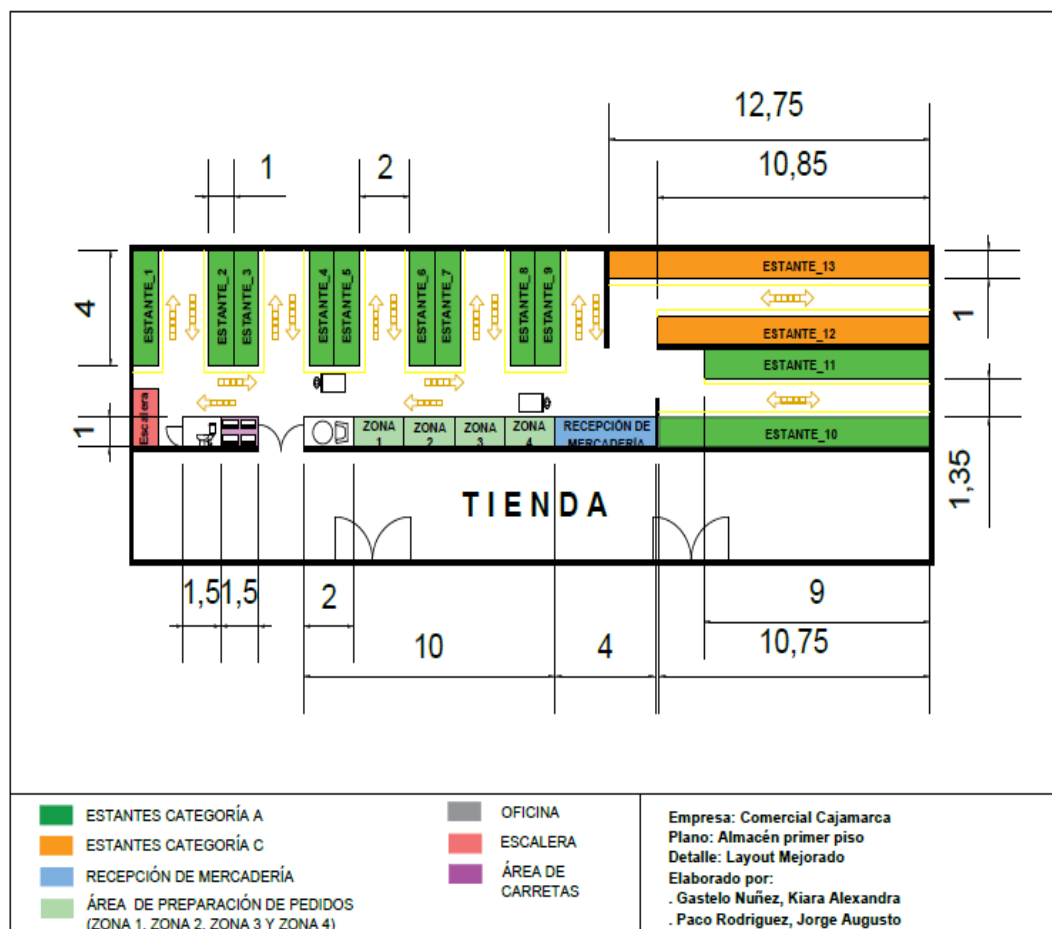 12,75
10,85
1
2
4
1
1
1,35
ESTANTE_1
ESTANTE_2
ESTANTE_3
ESTANTE_4
ESTANTE_5
ESTANTE_6
ESTANTE_7
ESTANTE_8
ESTANTE_9
ESTANTE_13
ESTANTE_12
ESTANTE_11
ESTANTE_10
Escalera
ZONA
1
ZONA
2
ZONA
3
ZONA
4
RECEPCIÓN DE
MERCADERÍA
TIENDA
1,5
1,5
2
9
10
4
10,75
ESTANTES CATEGORÍA A
ESTANTES CATEGORÍA C
RECEPCIÓN DE MERCADERÍA
ÁREA DE PREPARACIÓN DE PEDIDOS
(ZONA 1, ZONA 2, ZONA 3 Y ZONA 4)
OFICINA
ESCALERA
ÁREA DE
CARRETAS
Empresa: Comercial Cajamarca
Plano: Almacén primer piso
Detalle: Layout Mejorado
Elaborado por:
. Gastelo Nuñez, Kiara Alexandra
. Paco Rodriguez, Jorge Augusto